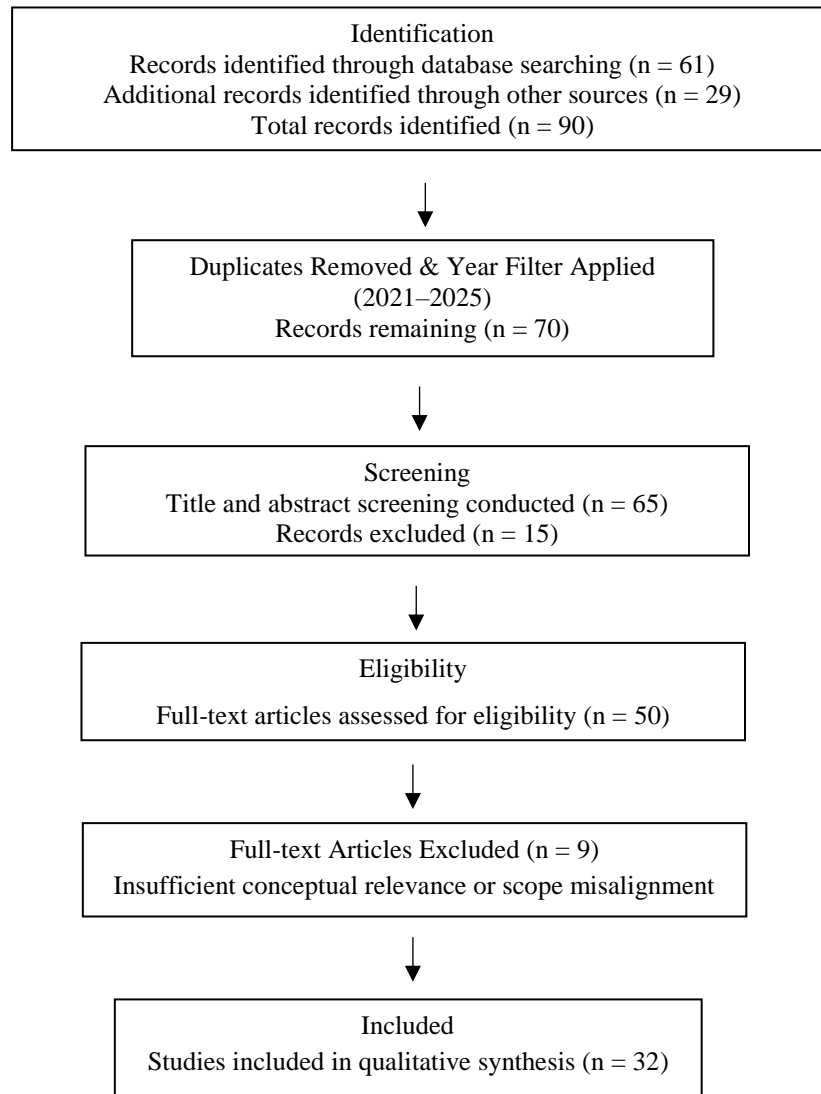 Identification
Records identified through database searching (n = 61)
Additional records identified through other sources (n = 29)
Total records identified (n = 90)
Duplicates Removed & Year Filter Applied
(2021–2025)
Records remaining (n = 70)
Screening
Title and abstract screening conducted (n = 65)
Records excluded (n = 15)
Eligibility
Full-text articles assessed for eligibility (n = 50)
Full-text Articles Excluded (n = 9)
Insufficient conceptual relevance or scope misalignment
Included
Studies included in qualitative synthesis (n = 32)